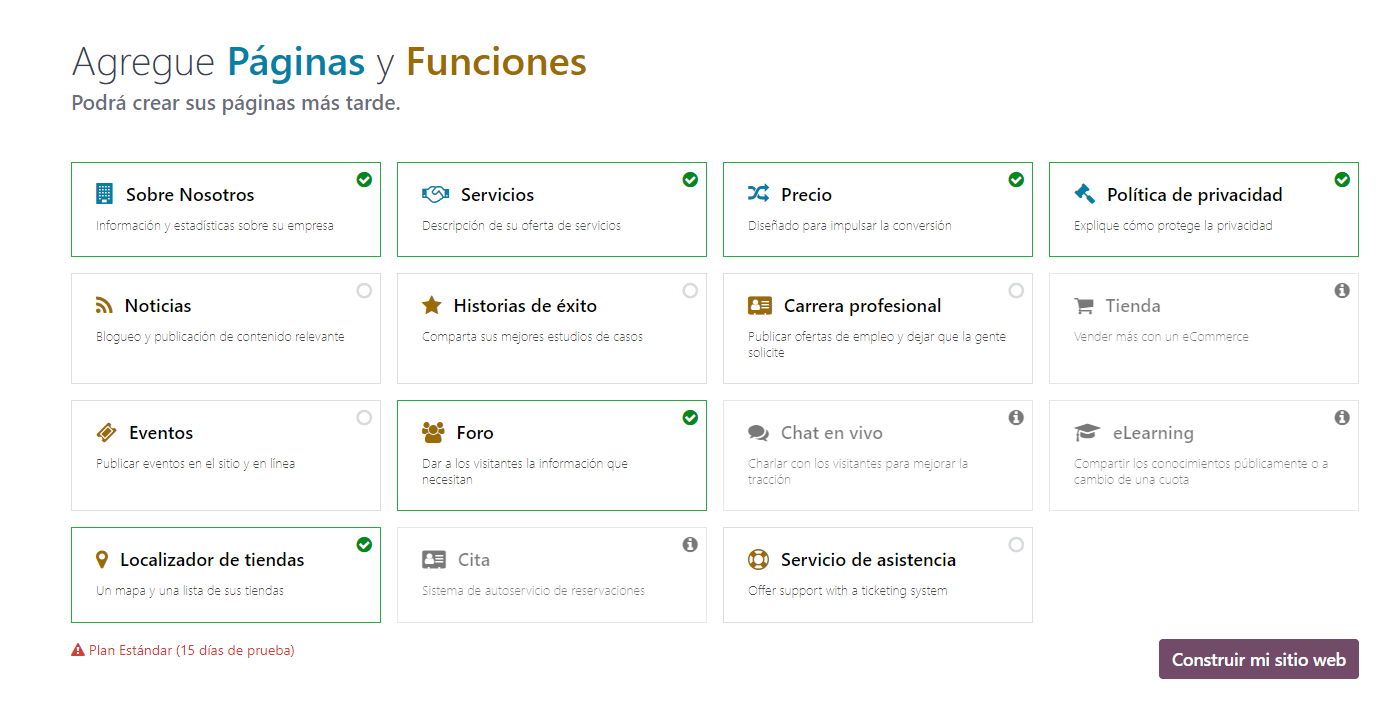 Agregue Páginas y Funciones
Podrá crear sus páginas más tarde.
Sobre Nosotros
Información y estadísticas sobre su empresa
Servicios
Descripción de su oferta de servicios
Precio
Diseñado para impulsar la conversión
Política de privacidad
Explique cómo protege la privacidad
Noticias
Blogueo y publicación de contenido relevante
Historias de éxito
Comparta sus mejores estudios de casos
Carrera profesional
Publicar ofertas de empleo y dejar que la gente
solicite
Tienda
Vender más con un eCommerce
Eventos
Publicar eventos en el sitio y en línea
Foro
Dar a los visitantes la información que
necesitan
Chat en vivo
Charlar con los visitantes para mejorar la
tracción
eLearning
Compartir los conocimientos públicamente o a
cambio de una cuota
Localizador de tiendas
Un mapa y una lista de sus tiendas
Cita
Sistema de autoservicio de reservaciones
Servicio de asistencia
Offer support with a ticketing system
Plan Estándar (15 días de prueba)
Construir mi sitio web